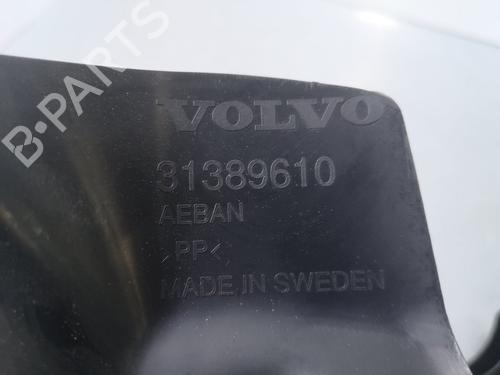 B-PARTS
VOLVO
31389610
AEBAN
>PP<
MADE IN SWEDEN